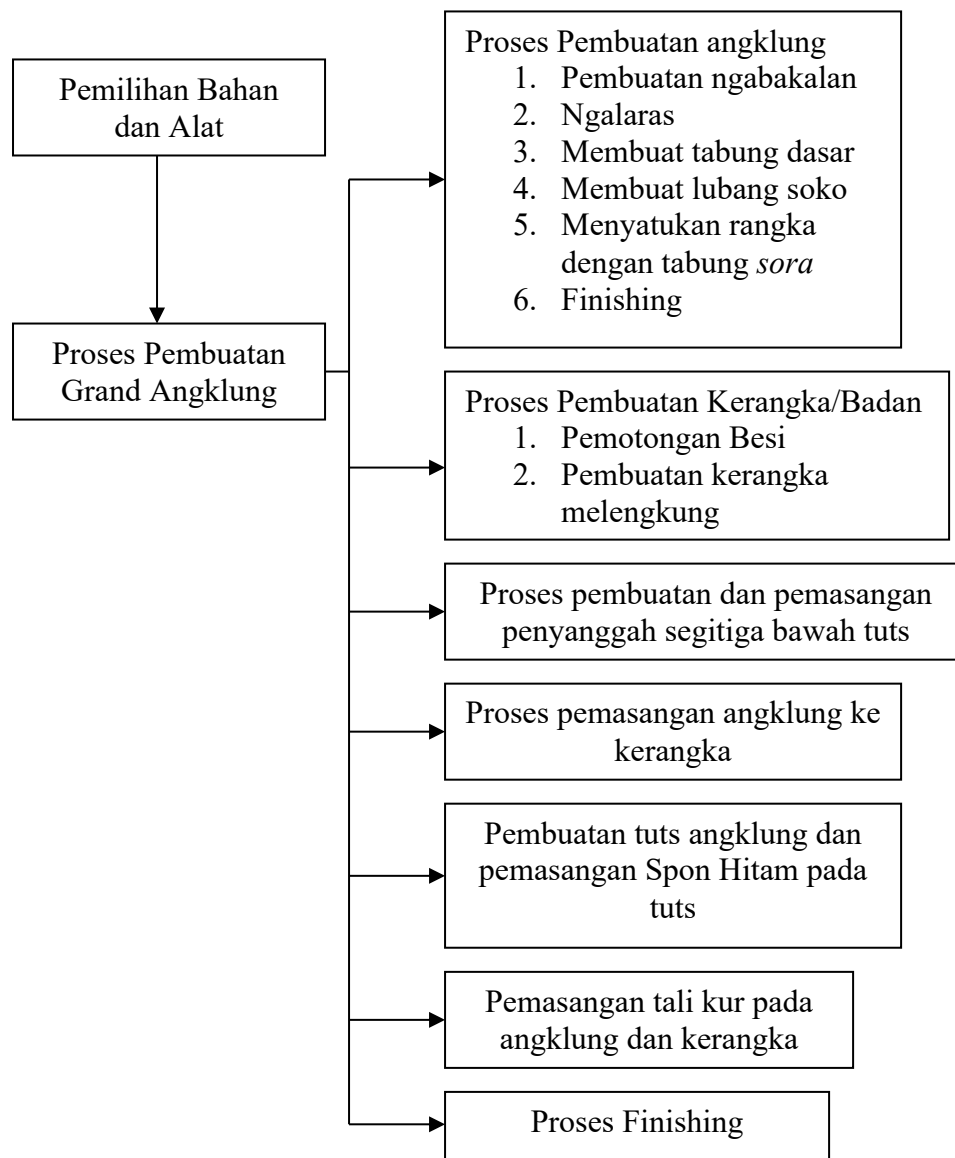 Pemilihan Bahan
dan Alat
Proses Pembuatan
Grand Angklung
Proses Pembuatan angklung
1. Pembuatan ngabakalan
2. Ngalaras
3. Membuat tabung dasar
4. Membuat lubang soko
5. Menyatukan rangka
dengan tabung sora
6. Finishing
Proses Pembuatan Kerangka/Badan
1. Pemotongan Besi
2. Pembuatan kerangka
melengkung
Proses pembuatan dan pemasangan
penyanggah segitiga bawah tuts
Proses pemasangan angklung ke
kerangka
Pembuatan tuts angklung dan
pemasangan Spon Hitam pada
tuts
Pemasangan tali kur pada
angklung dan kerangka
Proses Finishing